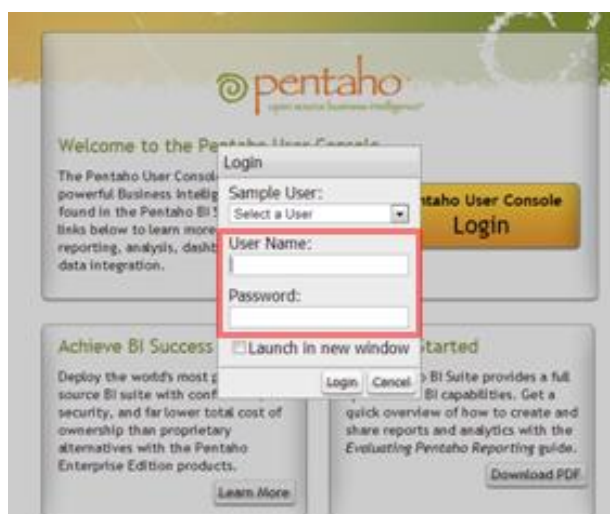 pentaho
open source business intelligence
Welcome to the Pentaho User Console
The Pentaho User Consol
powerful Business Intellig
found in the Pentaho BI
links below to learn more
reporting, analysis, dashb
data integration.
Login
Sample User:
Select a User
User Name:
Password:
Launch in new window
Login Cancel
ntaho User Console
Login
Achieve BI Success
Deploy the world's most p
source BI suite with conf
security, and far lower total cost of
ownership than proprietary
alternatives with the Pentaho
Enterprise Edition products.
Learn More
Started
BI Suite provides a full
BI capabilities. Get a
quick overview of how to create and
share reports and analytics with the
Evaluating Pentaho Reporting guide.
Download PDF